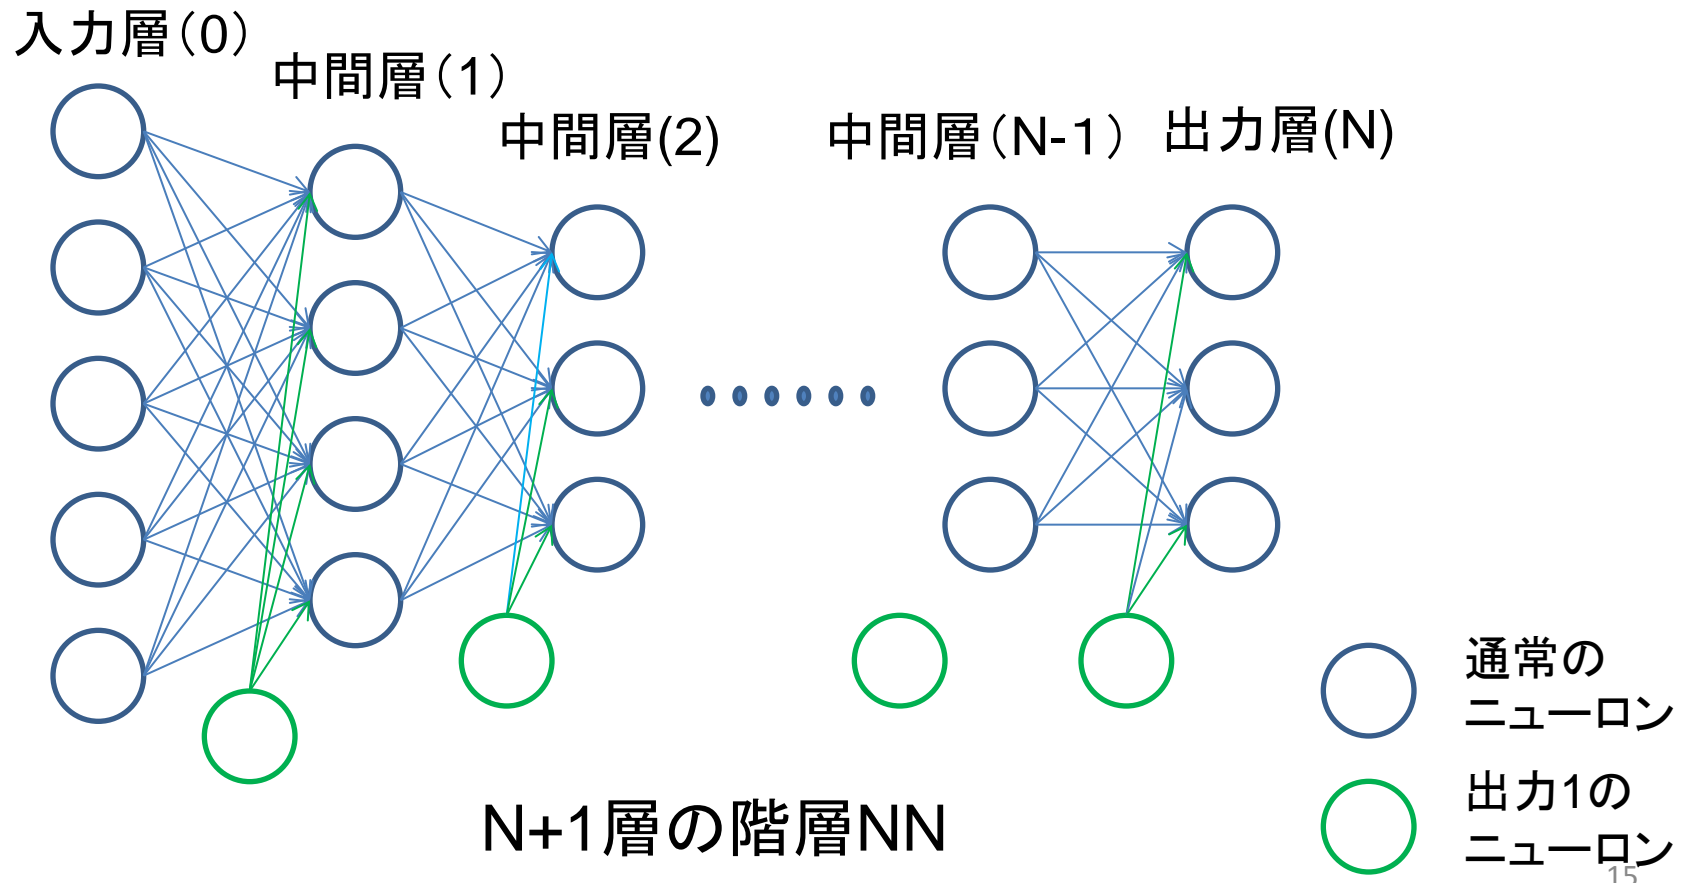 入力層（0）
中間層（1）
中間層(2)
中間層（N-1）
出力層(N)
通常の
ニューロン
出力1の
ニューロン
N+1層の階層NN
15